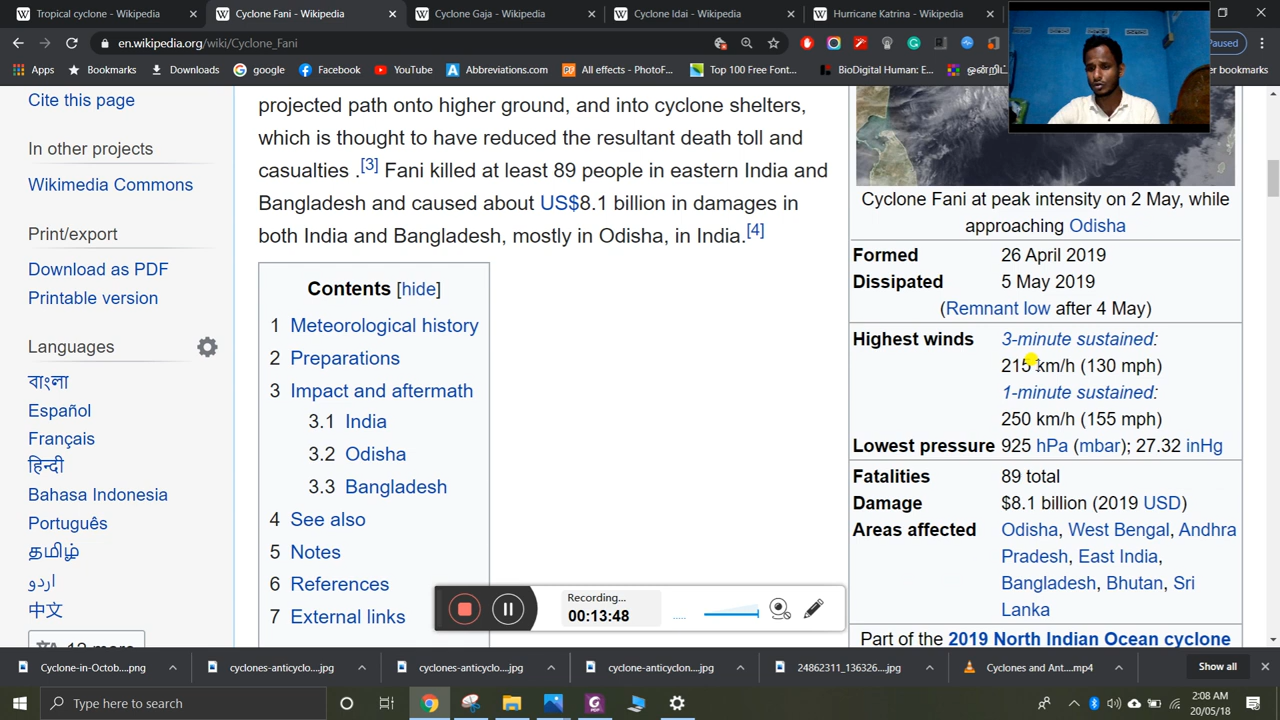 Tropical cyclone - Wikipedia
Cyclone Fani - Wikipedia
Cyclone Gaja - Wikipedia
Cyclone Idai - Wikipedia
Hurricane Katrina - Wikipedia
en.wikipedia.org/wiki/Cyclone_Fani
Paused
Apps
Bookmarks
Downloads
google
Facebook
YouTube
Abbreviations.com
All effects - PhotoF...
Top 100 Free Font...
BioDigital Human: E...
er bookmarks
Cite this page
In other projects
Wikimedia Commons
Print/export
Download as PDF
Printable version
Languages
বাংলা
Español
Français
हिन्दी
Bahasa Indonesia
Português
தமிழ்
اردو
中文
projected path onto higher ground, and into cyclone shelters,
which is thought to have reduced the resultant death toll and
casualties .[3] Fani killed at least 89 people in eastern India and
Bangladesh and caused about US$8.1 billion in damages in
both India and Bangladesh, mostly in Odisha, in India.[4]
Contents [hide]
1 Meteorological history
2 Preparations
3 Impact and aftermath
3.1 India
3.2 Odisha
3.3 Bangladesh
4 See also
5 Notes
6 References
7 External links
Cyclone Fani at peak intensity on 2 May, while
approaching Odisha
Formed 26 April 2019
Dissipated 5 May 2019
(Remnant low after 4 May)
Highest winds 3-minute sustained:
215 km/h (130 mph)
1-minute sustained:
250 km/h (155 mph)
Lowest pressure 925 hPa (mbar); 27.32 inHg
Fatalities 89 total
Damage $8.1 billion (2019 USD)
Areas affected Odisha, West Bengal, Andhra
Pradesh, East India,
Bangladesh, Bhutan, Sri
Lanka
Part of the 2019 North Indian Ocean cyclone
Recording...
00:13:48
Cyclone-in-Octob....png
cyclones-anticyclo....jpg
cyclones-anticyclo....jpg
cyclone-anticyclon....jpg
24862311_136326....jpg
Cyclones and Ant....mp4
Show all
Type here to search
2:08 AM
20/05/18